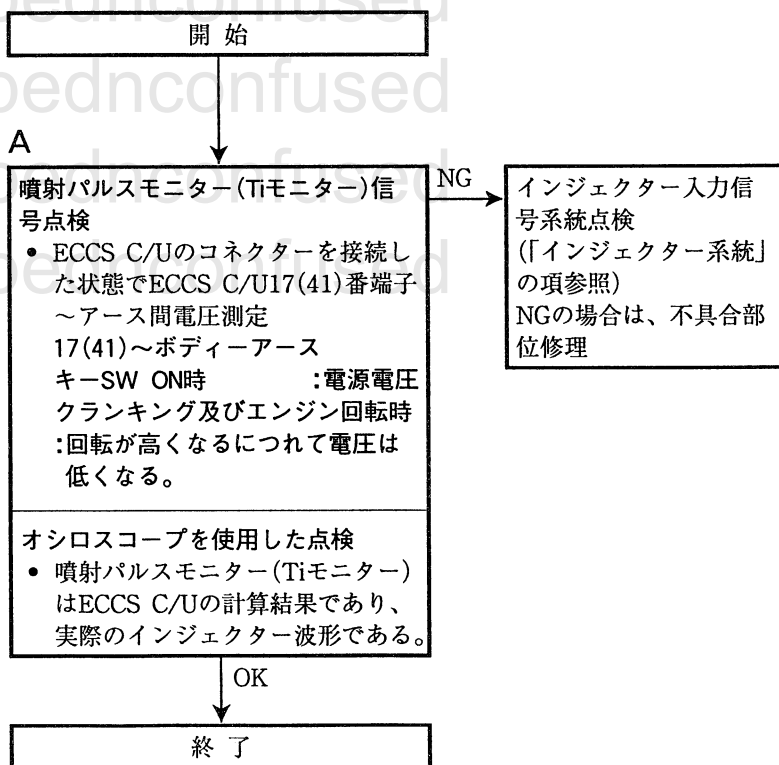 開 始
A
噴射パルスモニター(Tiモニター)信
号点検
● ECCS C/Uのコネクターを接続し
た状態でECCS C/U17(41)番端子
～アース間電圧測定
17(41)～ボディーアース
キーSW ON時 :電源電圧
クランキング及びエンジン回転時
:回転が高くなるにつれて電圧は
低くなる。
オシロスコープを使用した点検
● 噴射パルスモニター(Tiモニター)
はECCS C/Uの計算結果であり、
実際のインジェクター波形である。
NG
インジェクター入力信
号系統点検
(「インジェクター系統」
の項参照)
NGの場合は、不具合部
位修理
OK
終 了
pednconfused
pednconfused
pednconfused